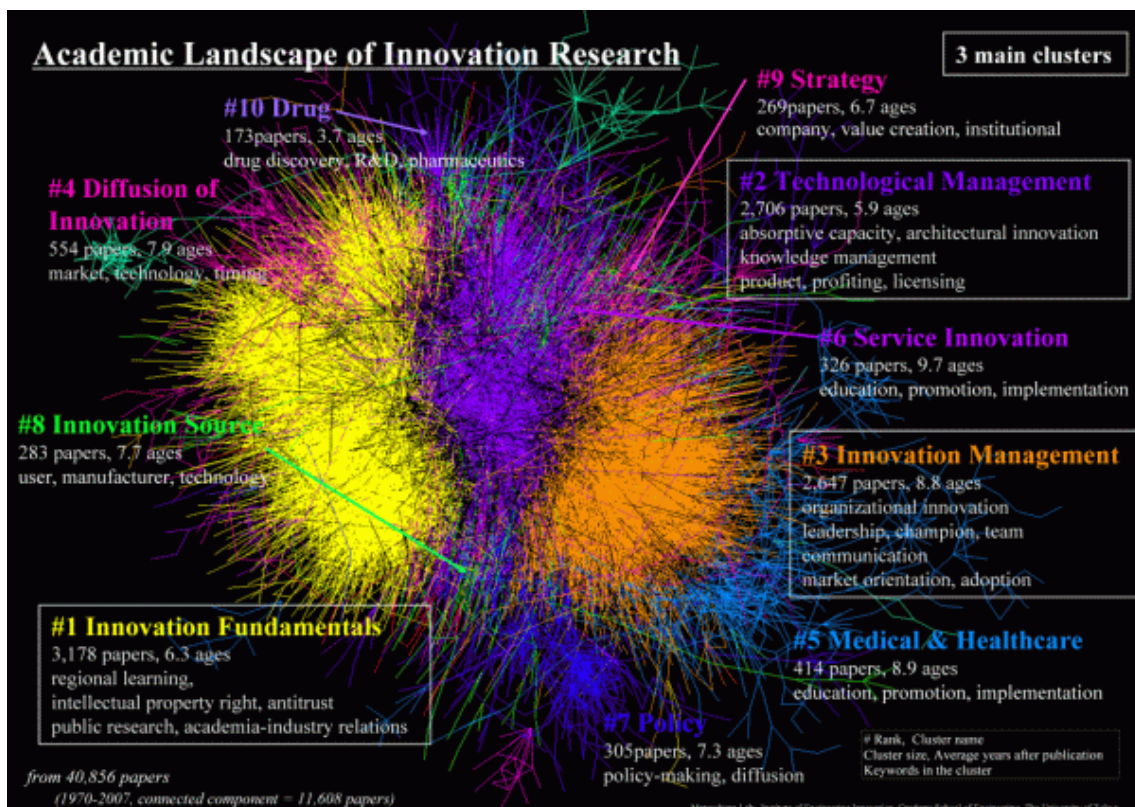 Academic Landscape of Innovation Research
3 main clusters
#9 Strategy
269papers, 6.7 ages
company, value creation, institutional
#10 Drug
173papers, 3.7 ages
drug discovery, R&D, pharmaceutics
#4 Diffusion of
Innovation
554 papers, 7.9 ages
market, technology, timing
#2 Technological Management
2,706 papers, 5.9 ages
absorptive capacity, architectural innovation
knowledge management
product, profiting, licensing
#6 Service Innovation
326 papers, 9.7 ages
education, promotion, implementation
#8 Innovation Source
283 papers, 7.7 ages
user, manufacturer, technology
#3 Innovation Management
2,647 papers, 8.8 ages
organizational innovation
leadership, champion, team
communication
market orientation, adoption
#1 Innovation Fundamentals
3,178 papers, 6.3 ages
regional learning,
intellectual property right, antitrust
public research, academia-industry relations
#5 Medical & Healthcare
414 papers, 8.9 ages
education, promotion, implementation
#7 Policy
305papers, 7.3 ages
policy-making, diffusion
# Rank, Cluster name
Cluster size, Average years after publication
Keywords in the cluster
from 40,856 papers
(1970-2007, connected component = 11,608 papers)